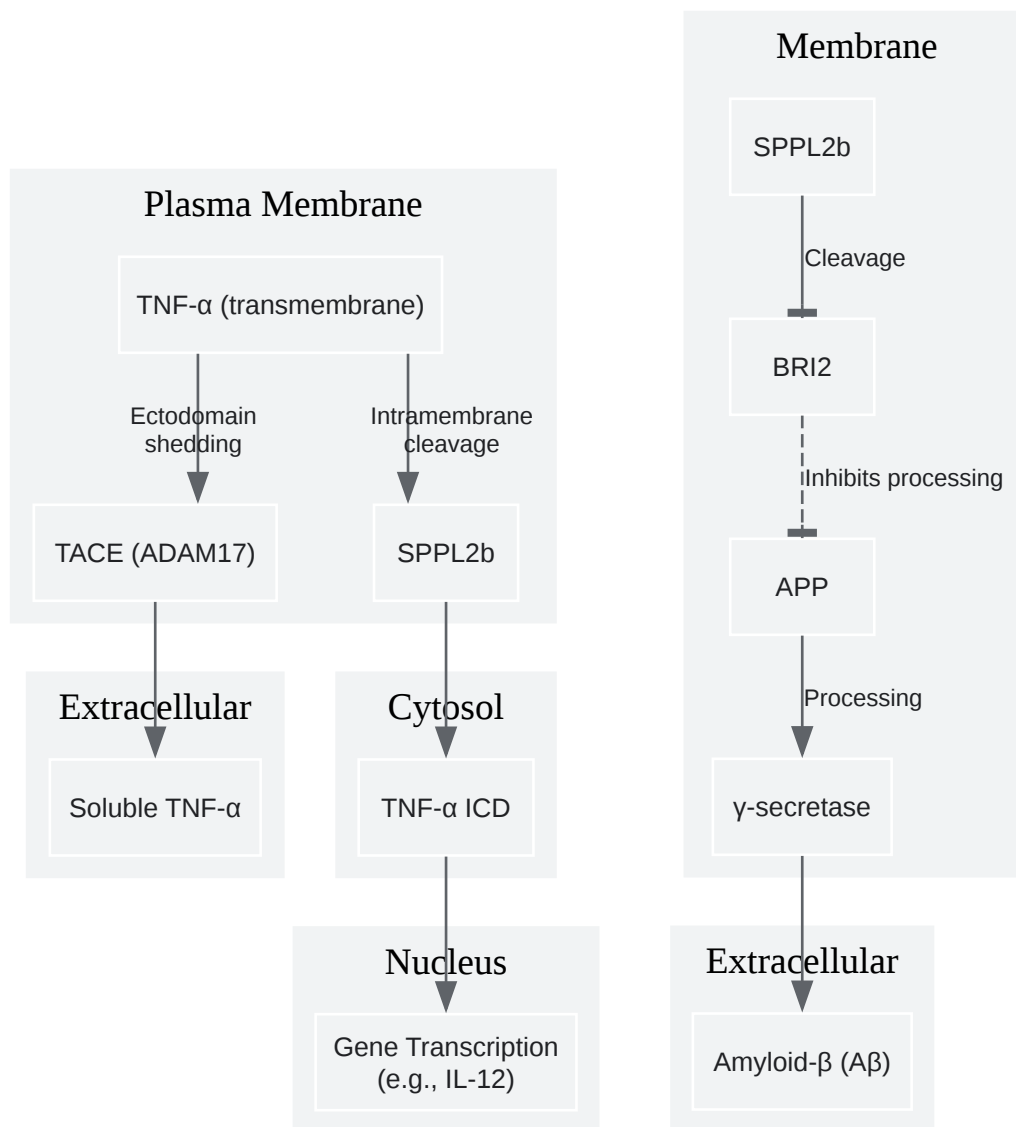 Plasma Membrane
TNF-α (transmembrane)
Ectodomain
shedding
Intramembrane
cleavage
TACE (ADAM17)
SPPL2b
Extracellular
Soluble TNF-α
Cytosol
TNF-α ICD
Nucleus
Gene Transcription
(e.g., IL-12)
Membrane
SPPL2b
Cleavage
BRI2
Inhibits processing
APP
Processing
γ-secretase
Extracellular
Amyloid-β (Aβ)